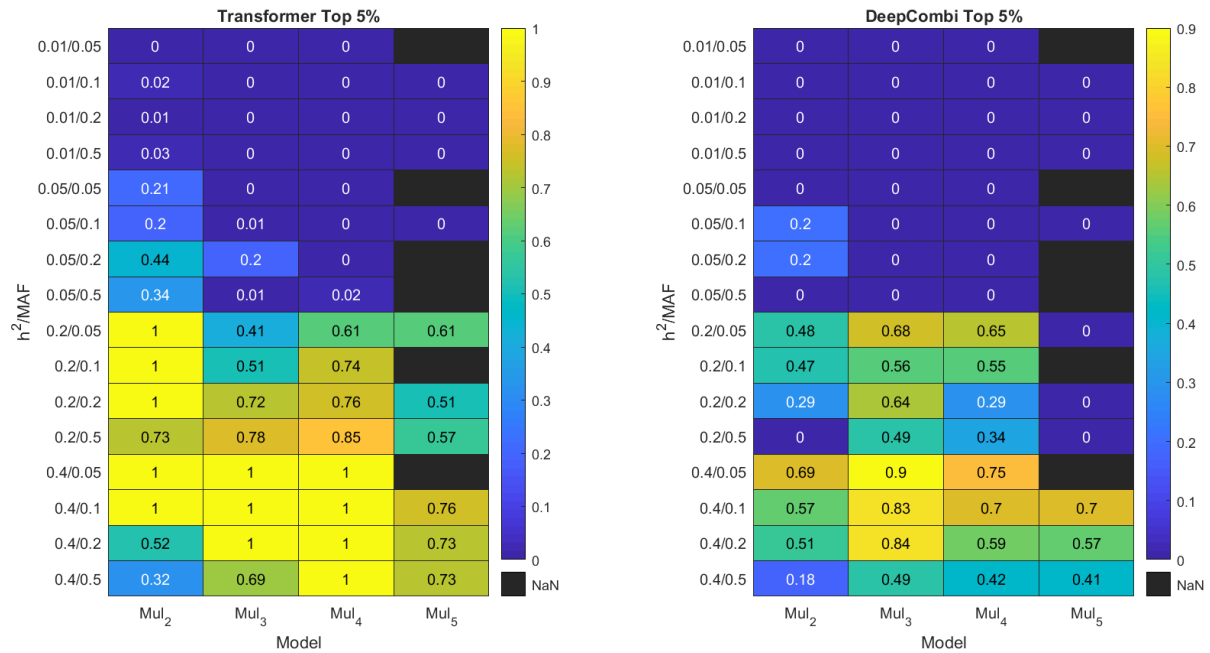 Transformer Top 5%
0.01/0.05 0 0 0
0.01/0.1 0.02 0 0 0
0.01/0.2 0.01 0 0 0
0.01/0.5 0.03 0 0 0
0.05/0.05 0.21 0 0
0.05/0.1 0.2 0.01 0 0
0.05/0.2 0.44 0.2 0
0.05/0.5 0.34 0.01 0.02
0.2/0.05 1 0.41 0.61 0.61
0.2/0.1 1 0.51 0.74
0.2/0.2 1 0.72 0.76 0.51
0.2/0.5 0.73 0.78 0.85 0.57
0.4/0.05 1 1 1
0.4/0.1 1 1 1 0.76
0.4/0.2 0.52 1 1 0.73
0.4/0.5 0.32 0.69 1 0.73
Mul₂ Mul₃ Mul₄ Mul₅
Model
h²/MAF
1
0.9
0.8
0.7
0.6
0.5
0.4
0.3
0.2
0.1
0
NaN
DeepCombi Top 5%
0.01/0.05 0 0 0
0.01/0.1 0 0 0 0
0.01/0.2 0 0 0 0
0.01/0.5 0 0 0 0
0.05/0.05 0 0 0
0.05/0.1 0.2 0 0 0
0.05/0.2 0.2 0 0
0.05/0.5 0 0 0
0.2/0.05 0.48 0.68 0.65 0
0.2/0.1 0.47 0.56 0.55
0.2/0.2 0.29 0.64 0.29 0
0.2/0.5 0 0.49 0.34 0
0.4/0.05 0.69 0.9 0.75
0.4/0.1 0.57 0.83 0.7 0.7
0.4/0.2 0.51 0.84 0.59 0.57
0.4/0.5 0.18 0.49 0.42 0.41
Mul₂ Mul₃ Mul₄ Mul₅
Model
h²/MAF
0.9
0.8
0.7
0.6
0.5
0.4
0.3
0.2
0.1
0
NaN